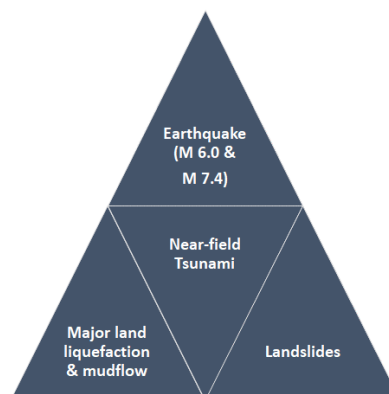 Earthquake
(M 6.0 &
M 7.4)
Near-field
Tsunami
Major land
liquefaction
& mudflow
Landslides